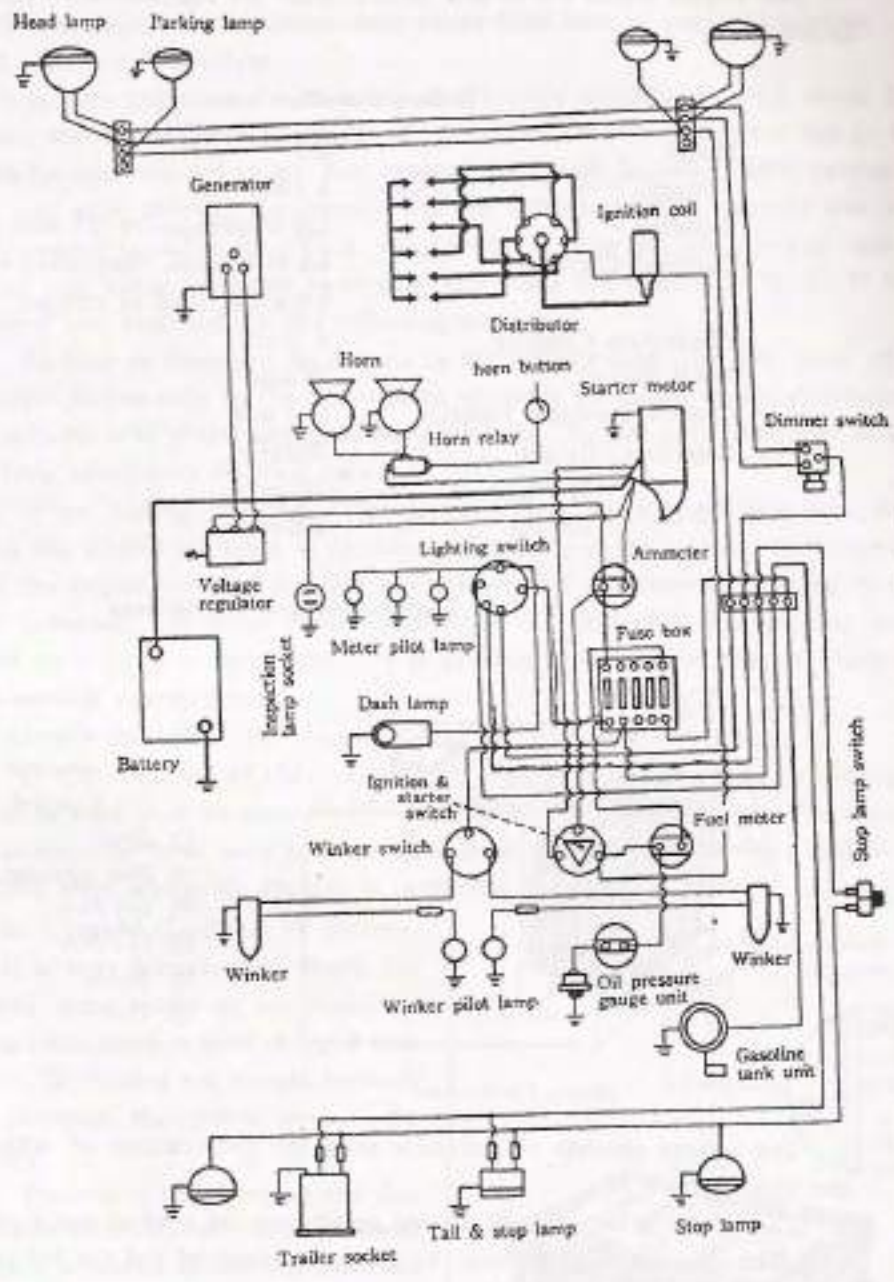 Head lamp
Parking lamp
Generator
Ignition coil
Distributor
Horn
horn button
Starter motor
Dimmer switch
Horn relay
Lighting switch
Ammeter
Voltage
regulator
Meter pilot lamp
Fuse box
Inspection
lamp socket
Dash lamp
Battery
Ignition &
starter
switch
Fuel meter
Stop lamp switch
Winker switch
Winker
Winker pilot lamp
Oil pressure
gauge unit
Winker
Gasoline
tank unit
Trailer socket
Tail & stop lamp
Stop lamp